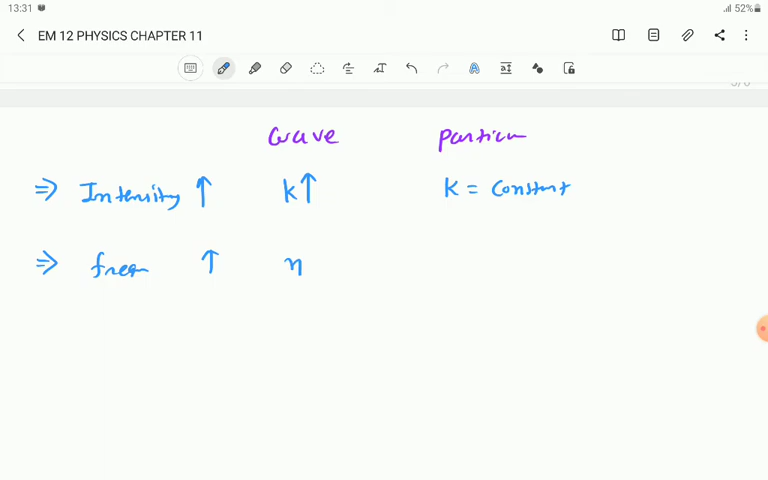 13:31 52%
EM 12 PHYSICS CHAPTER 11
Wave
⇒ Intensity ↑ K↑ K = Constant
⇒ freq ↑ n